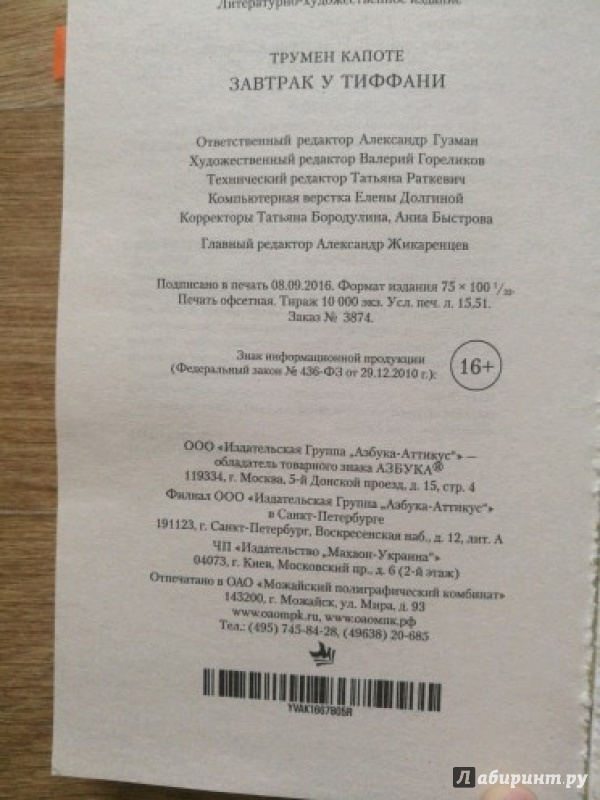 Литературно-художественное издание
ТРУМЕН КАПОТЕ
ЗАВТРАК У ТИФФАНИ
Ответственный редактор Александр Гузман
Художественный редактор Валерий Гореликов
Технический редактор Татьяна Раткевич
Компьютерная верстка Елены Долгиной
Корректоры Татьяна Бородулина, Анна Быстрова
Главный редактор Александр Жикаренцев
Подписано в печать 08.09.2016. Формат издания 75 × 100 1/32.
Печать офсетная. Тираж 10 000 экз. Усл. печ. л. 15,51.
Заказ № 3874.
Знак информационной продукции
(Федеральный закон № 436-ФЗ от 29.12.2010 г.):
16+
ООО «Издательская Группа „Азбука-Аттикус“» —
обладатель товарного знака АЗБУКА®
119334, г. Москва, 5-й Донской проезд, д. 15, стр. 4
Филиал ООО «Издательская Группа „Азбука-Аттикус“»
в Санкт-Петербурге
191123, г. Санкт-Петербург, Воскресенская наб., д. 12, лит. А
ЧП «Издательство „Махаон-Украина“»
04073, г. Киев, Московский пр., д. 6 (2-й этаж)
Отпечатано в ОАО «Можайский полиграфический комбинат»
143200, г. Можайск, ул. Мира, д. 93
www.oaompk.ru, www.оаомпк.рф
Тел.: (495) 745-84-28, (49638) 20-685
YVAK1667805R
Лабиринт.ру